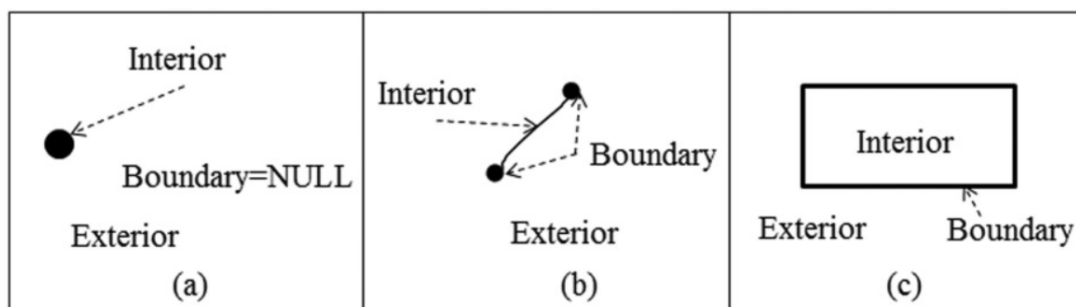 Interior
Boundary=NULL
Exterior
(a)
Interior
Boundary
Exterior
(b)
Interior
Exterior
Boundary
(c)